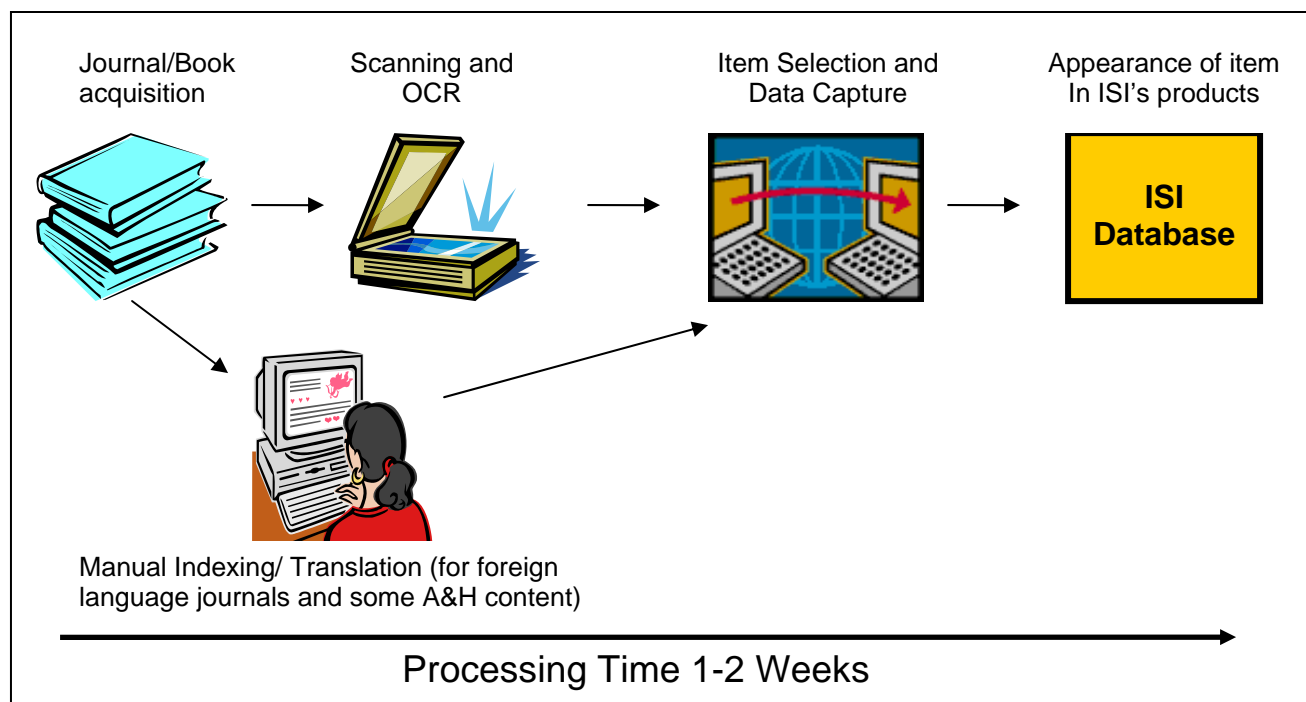 Journal/Book
acquisition
Scanning and
OCR
Item Selection and
Data Capture
Appearance of item
In ISI's products
ISI
Database
Manual Indexing/ Translation (for foreign
language journals and some A&H content)
Processing Time 1-2 Weeks